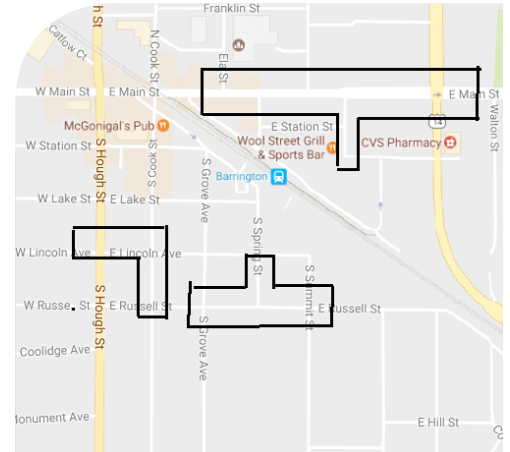 Franklin St
h St
Catlow Ct
N Cook St
Ela St
W Main St
E Main St
E Main St
14
McGonigal's Pub
E Station St
Walton St
W Station St
Wool Street Grill
& Sports Bar
CVS Pharmacy
S Hough St
S Cook St
S Grove Ave
Barrington
W Lake St
E Lake St
S Spring St
W Lincoln Ave
E Lincoln Ave
S Summit St
W Russe St
E Russell St
E Russell St
S Hough St
S Grove Ave
Coolidge Ave
Monument Ave
E Hill St
Co